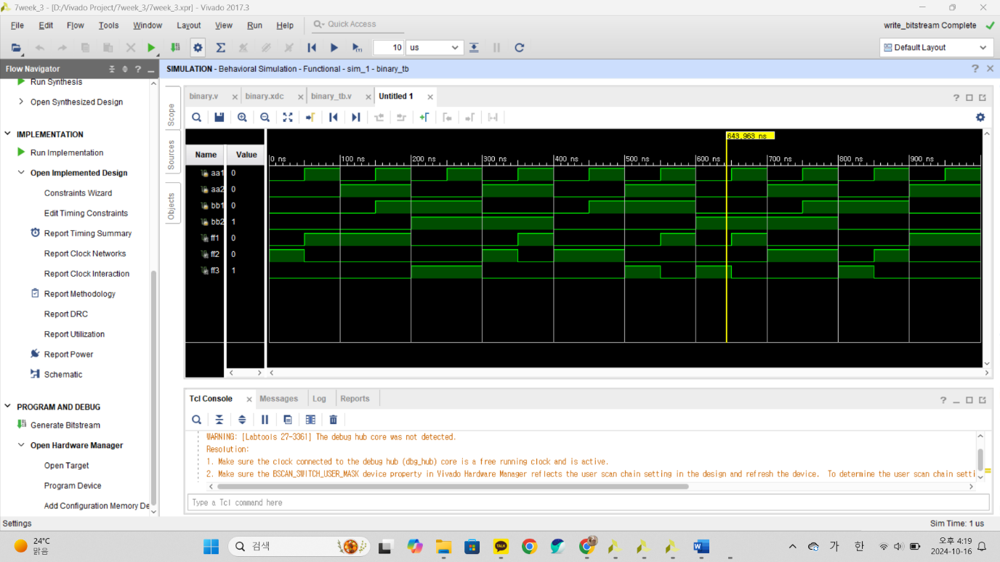 7week_3 - [D:/Vivado Project/7week_3/7week_3.xpr] - Vivado 2017.3
File Edit Flow Tools Window Layout View Run Help Quick Access
write_bitstream Complete
10 us
Default Layout
Flow Navigator
SIMULATION - Behavioral Simulation - Functional - sim_1 - binary_tb
Run Synthesis
Open Synthesized Design
IMPLEMENTATION
Run Implementation
Open Implemented Design
Constraints Wizard
Edit Timing Constraints
Report Timing Summary
Report Clock Networks
Report Clock Interaction
Report Methodology
Report DRC
Report Utilization
Report Power
Schematic
PROGRAM AND DEBUG
Generate Bitstream
Open Hardware Manager
Open Target
Program Device
Add Configuration Memory De
Scope
Sources
Objects
binary.v binary.xdc binary_tb.v Untitled 1
643.963 ns
Name Value
0 ns 100 ns 200 ns 300 ns 400 ns 500 ns 600 ns 700 ns 800 ns 900 ns
aa1 0
aa2 0
bb1 0
bb2 1
ff1 0
ff2 0
ff3 1
Tcl Console Messages Log Reports
WARNING: [Labtools 27-3361] The debug hub core was not detected.
Resolution:
1. Make sure the clock connected to the debug hub (dbg_hub) core is a free running clock and is active.
2. Make sure the BSCAN_SWITCH_USER_MASK device property in Vivado Hardware Manager reflects the user scan chain setting in the design and refresh the device.  To determine the user scan chain setti
Type a Tcl command here
Settings
Sim Time: 1 us
24°C
맑음
검색
TALK
W
가 한
오후 4:19
2024-10-16